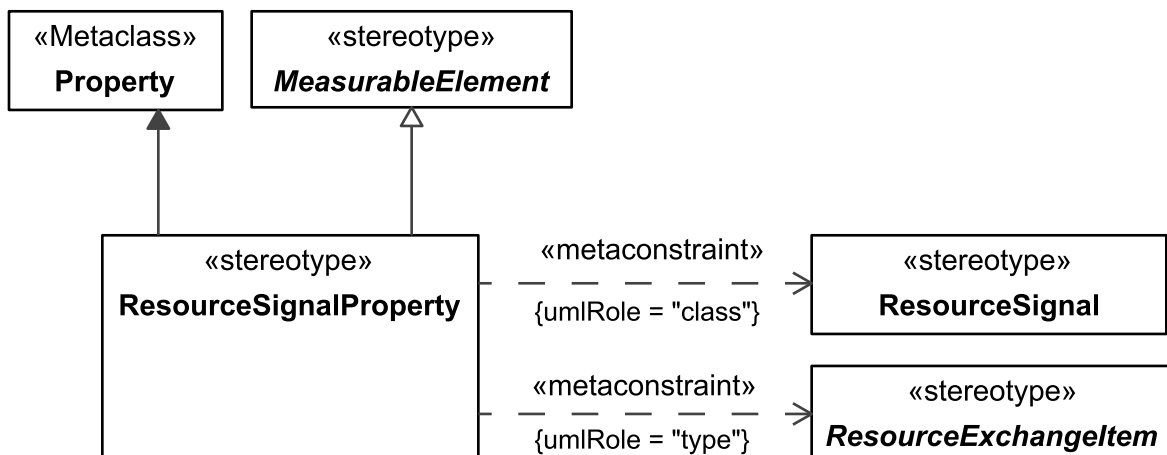 «Metaclass»
Property
«stereotype»
MeasurableElement
«stereotype»
ResourceSignalProperty
«metaconstraint»
{umlRole = "class"}
«stereotype»
ResourceSignal
«metaconstraint»
{umlRole = "type"}
«stereotype»
ResourceExchangeItem